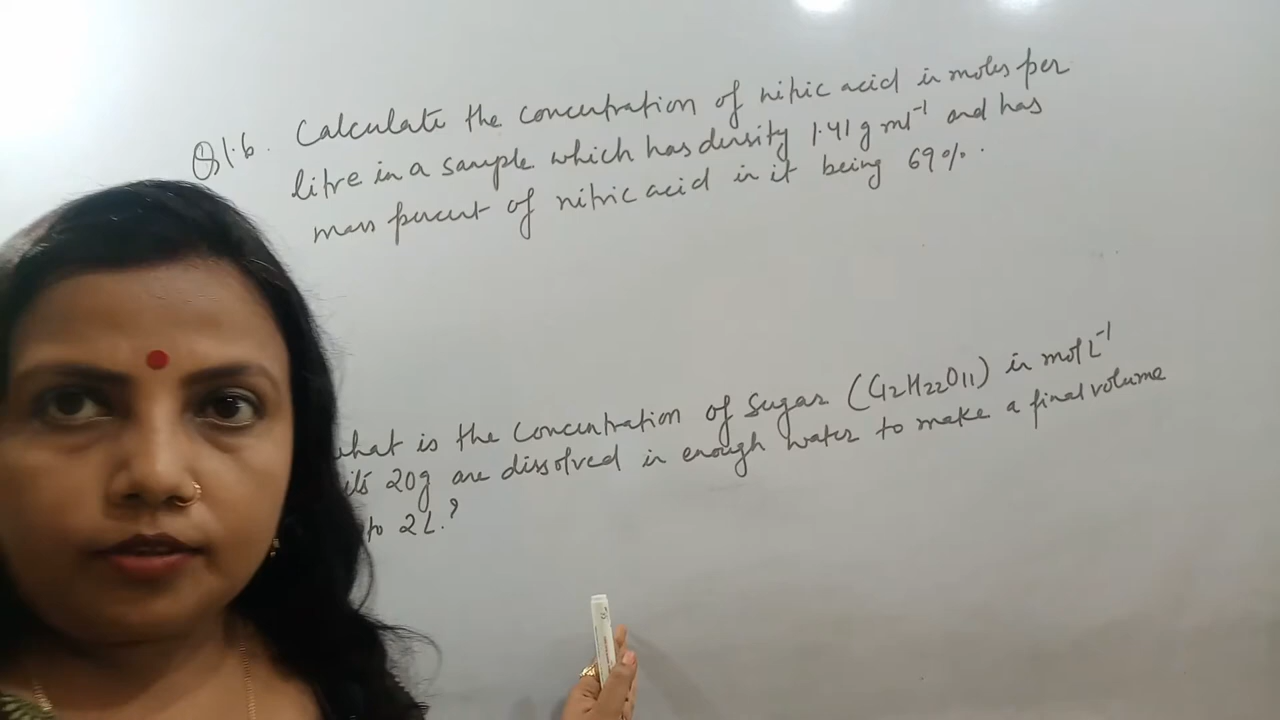 Q1.6. Calculate the concentration of nitric acid in moles per
litre in a sample which has density 1.41 g ml⁻¹ and has
mass percent of nitric acid in it being 69%.
what is the concentration of sugar (C12H22O11) in mol L⁻¹
its 20g are dissolved in enough water to make a final volume
to 2L.?